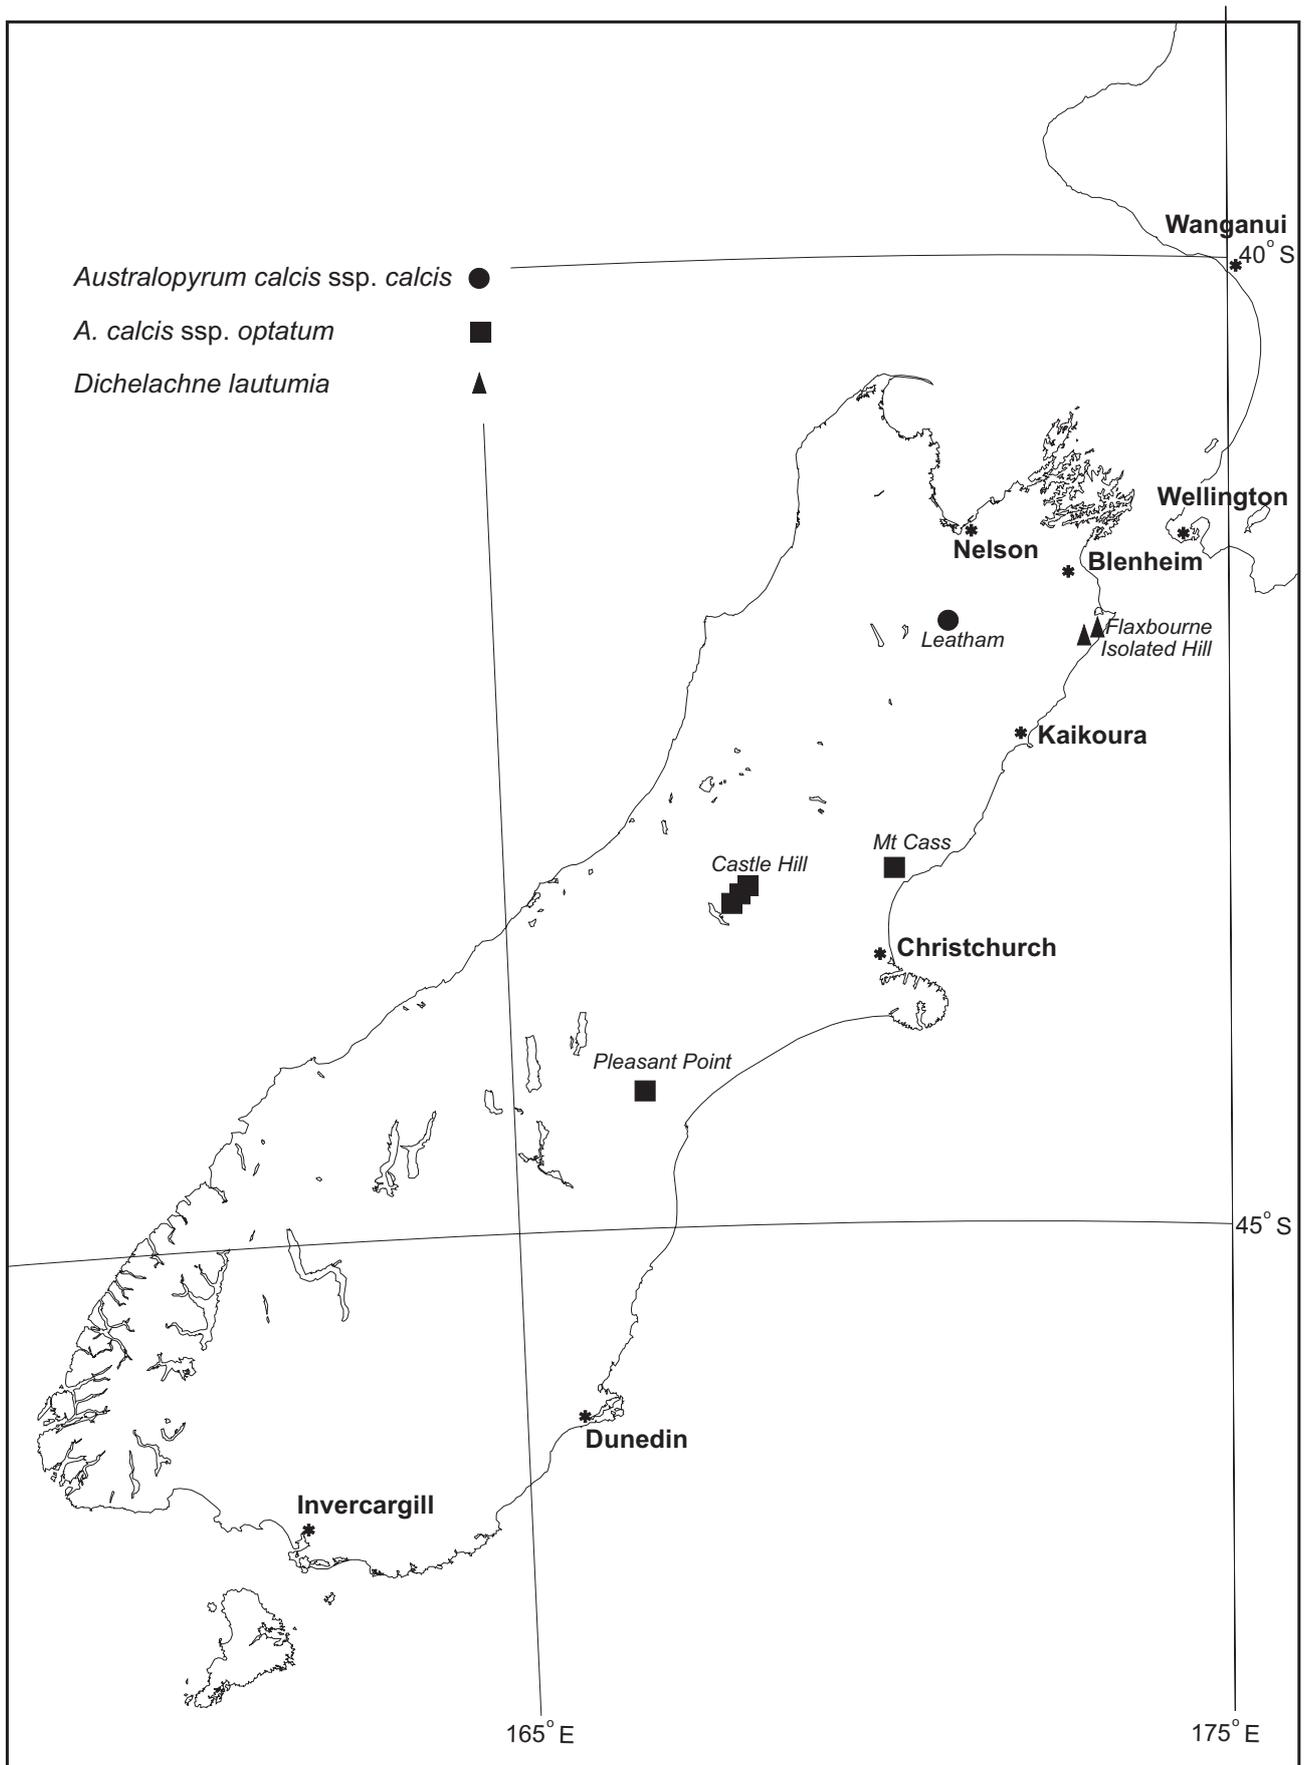 Wanganui
40° S
Australopyrum calcis ssp. calcis
A. calcis ssp. optatum
Dichelachne lautumia
Wellington
Nelson
Blenheim
Leatham
Flaxbourne
Isolated Hill
Kaikoura
Mt Cass
Castle Hill
Christchurch
Pleasant Point
45° S
Dunedin
Invercargill
165° E
175° E